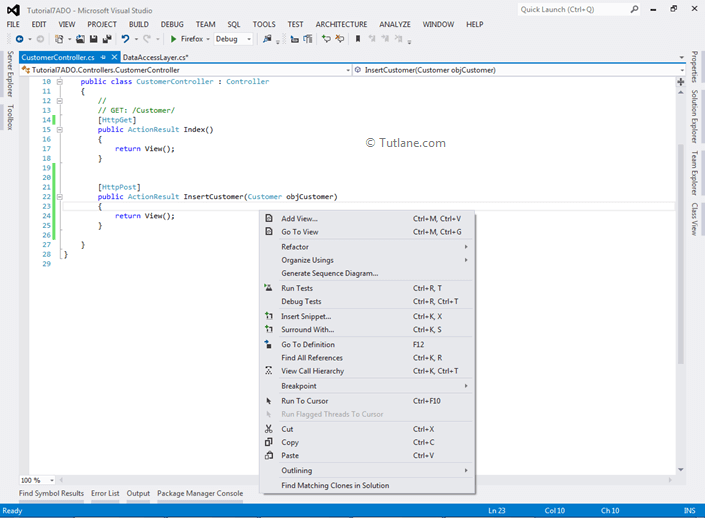 Tutorial7ADO - Microsoft Visual Studio
Quick Launch (Ctrl+Q)
FILE EDIT VIEW PROJECT BUILD DEBUG TEAM SQL TOOLS TEST ARCHITECTURE ANALYZE WINDOW HELP
Firefox Debug
Server Explorer
Toolbox
CustomerController.cs DataAccessLayer.cs*
Tutorial7ADO.Controllers.CustomerController InsertCustomer(Customer objCustomer)
10 public class CustomerController : Controller
11 {
12 //
13 // GET: /Customer/
14 [HttpGet]
15 public ActionResult Index()
16 {
17 return View();
18 }
19
20
21 [HttpPost]
22 public ActionResult InsertCustomer(Customer objCustomer)
23 {
24 return View();
25 }
26
27 }
28 }
29
© Tutlane.com
Add View... Ctrl+M, Ctrl+V
Go To View Ctrl+M, Ctrl+G
Refactor
Organize Usings
Generate Sequence Diagram...
Run Tests Ctrl+R, T
Debug Tests Ctrl+R, Ctrl+T
Insert Snippet... Ctrl+K, X
Surround With... Ctrl+K, S
Go To Definition F12
Find All References Ctrl+K, R
View Call Hierarchy Ctrl+K, Ctrl+T
Breakpoint
Run To Cursor Ctrl+F10
Run Flagged Threads To Cursor
Cut Ctrl+X
Copy Ctrl+C
Paste Ctrl+V
Outlining
Find Matching Clones in Solution
Properties
Solution Explorer
Team Explorer
Class View
100 %
Find Symbol Results Error List Output Package Manager Console
Ready Ln 23 Col 10 Ch 10 INS